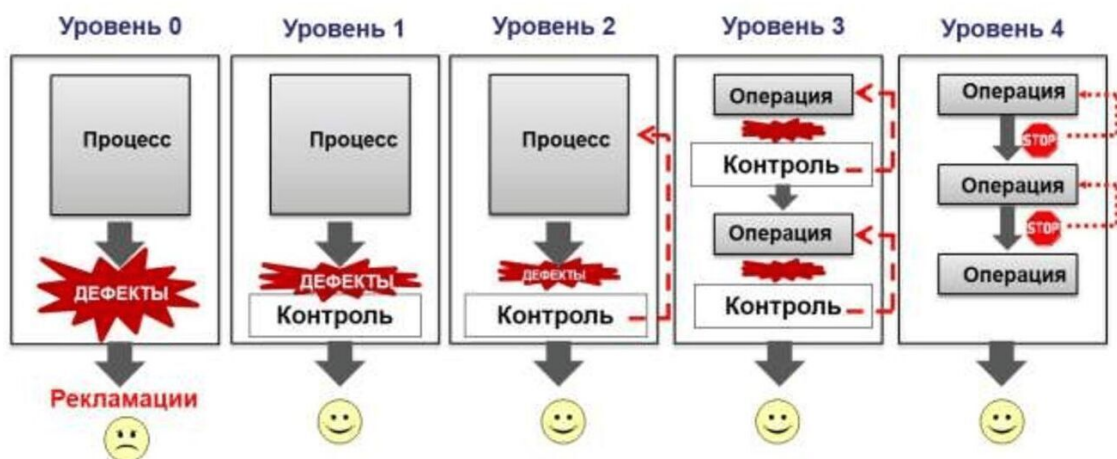 Уровень 0
Уровень 1
Уровень 2
Уровень 3
Уровень 4
Процесс
ДЕФЕКТЫ
Рекламации
Процесс
ДЕФЕКТЫ
Контроль
Процесс
ДЕФЕКТЫ
Контроль
Операция
Контроль
Операция
Контроль
Операция
STOP
Операция
STOP
Операция